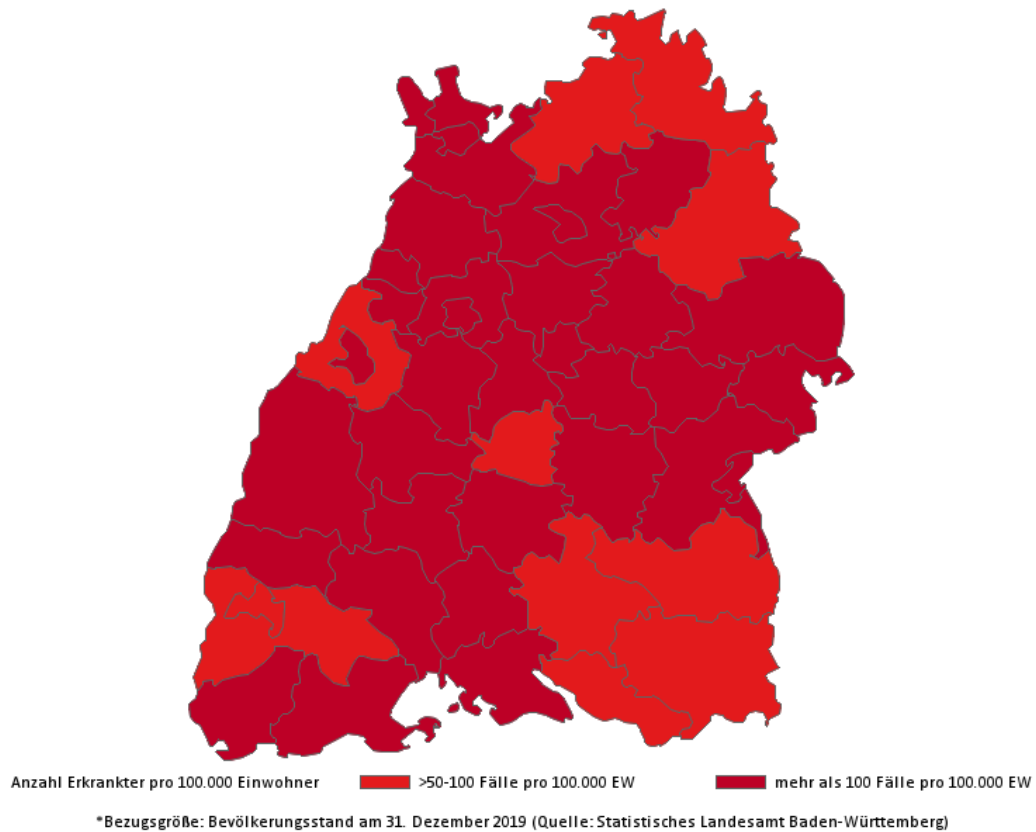 Anzahl Erkrankter pro 100.000 Einwohner >50-100 Fälle pro 100.000 EW mehr als 100 Fälle pro 100.000 EW
*Bezugsgröße: Bevölkerungsstand am 31. Dezember 2019 (Quelle: Statistisches Landesamt Baden-Württemberg)